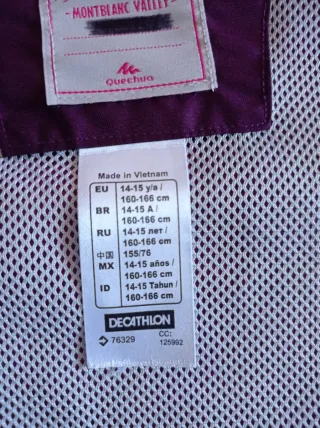 - MONTBLANC VALLEY -
Quechua
Made in Vietnam
EU 14-15 y/a /
160-166 cm
BR 14-15 A /
160-166 cm
RU 14-15 лет /
160-166 cm
中国 155/76
MX 14-15 años /
160-166 cm
ID 14-15 Tahun /
160-166 cm
DECATHLON
76329
CC:
125992